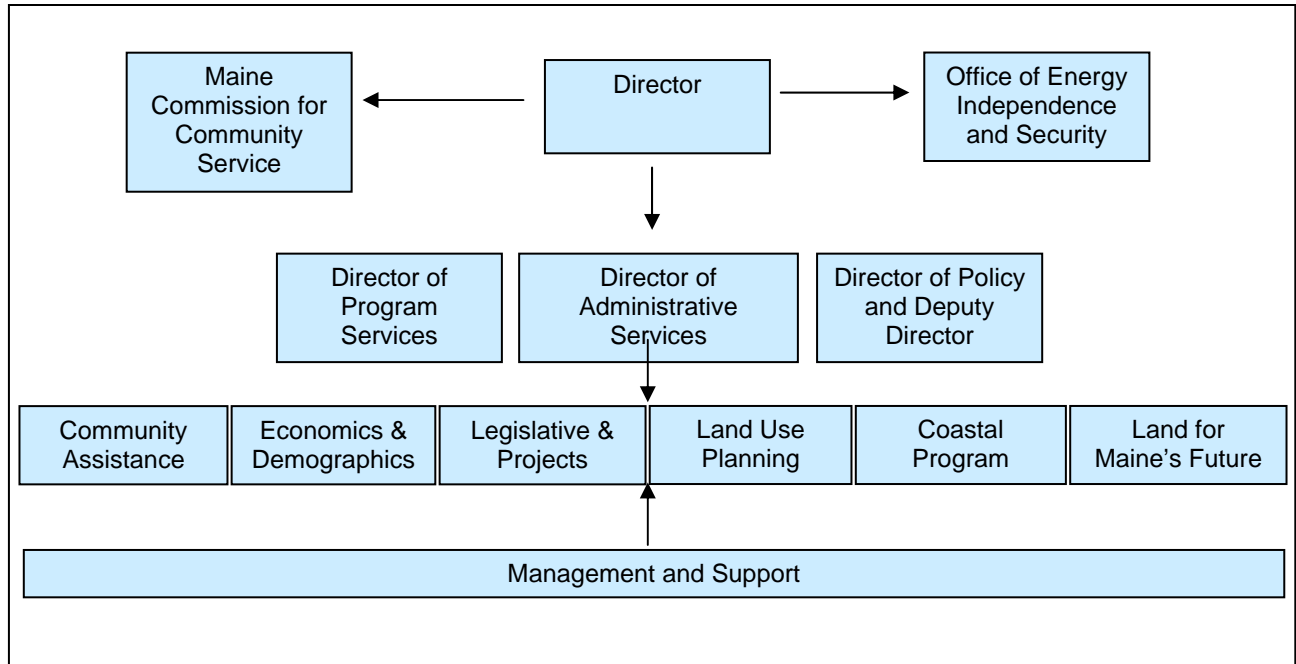 Maine
Commission for
Community
Service
Director
Office of Energy
Independence
and Security
Director of
Program
Services
Director of
Administrative
Services
Director of Policy
and Deputy
Director
Community
Assistance
Economics &
Demographics
Legislative &
Projects
Land Use
Planning
Coastal
Program
Land for
Maine's Future
Management and Support